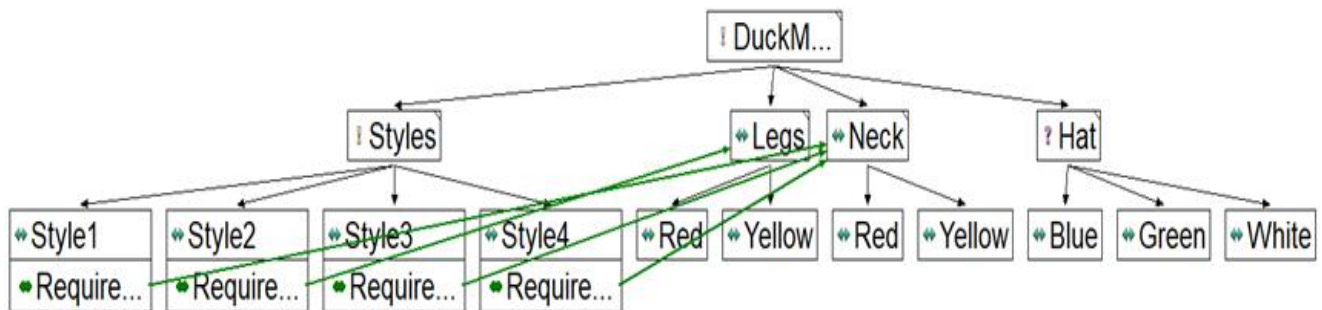 ! DuckM...
! Styles
Legs
Neck
? Hat
Style1
Style2
Style3
Style4
Red
Yellow
Red
Yellow
Blue
Green
White
Require...
Require...
Require...
Require...